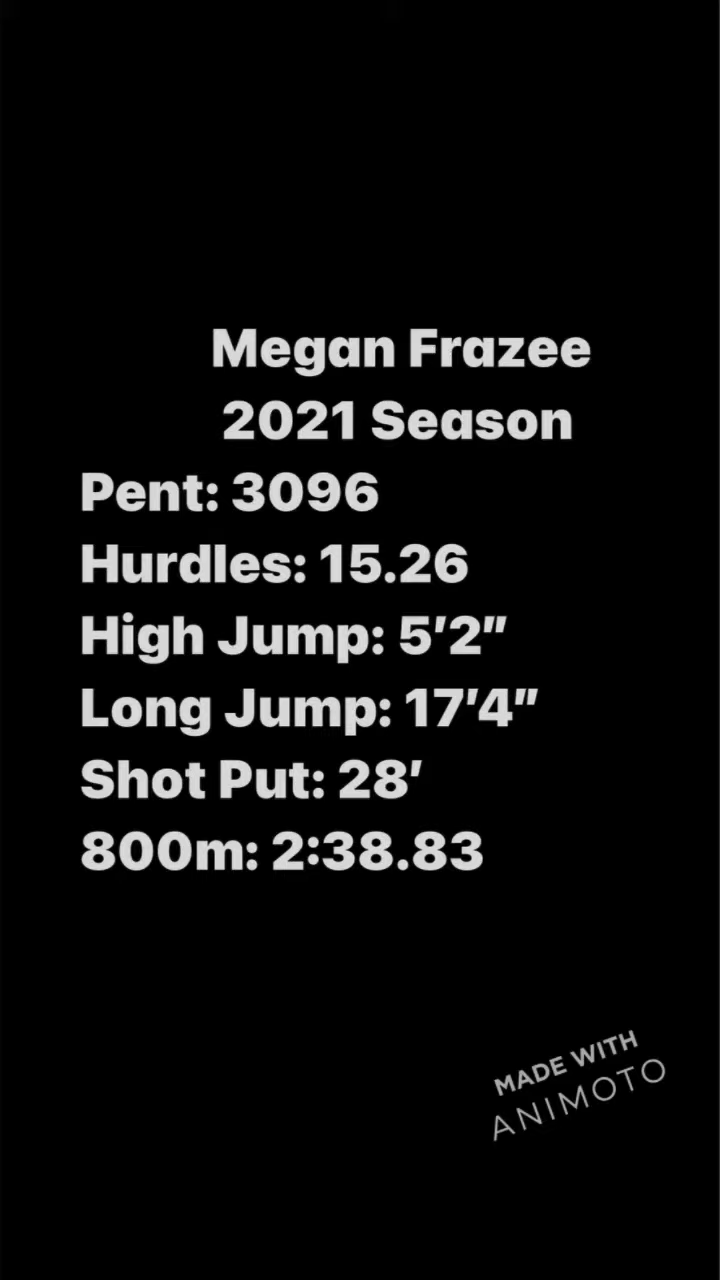 Megan Frazee
2021 Season
Pent: 3096
Hurdles: 15.26
High Jump: 5′2″
Long Jump: 17′4″
Shot Put: 28′
800m: 2:38.83
MADE WITH
ANIMOTO